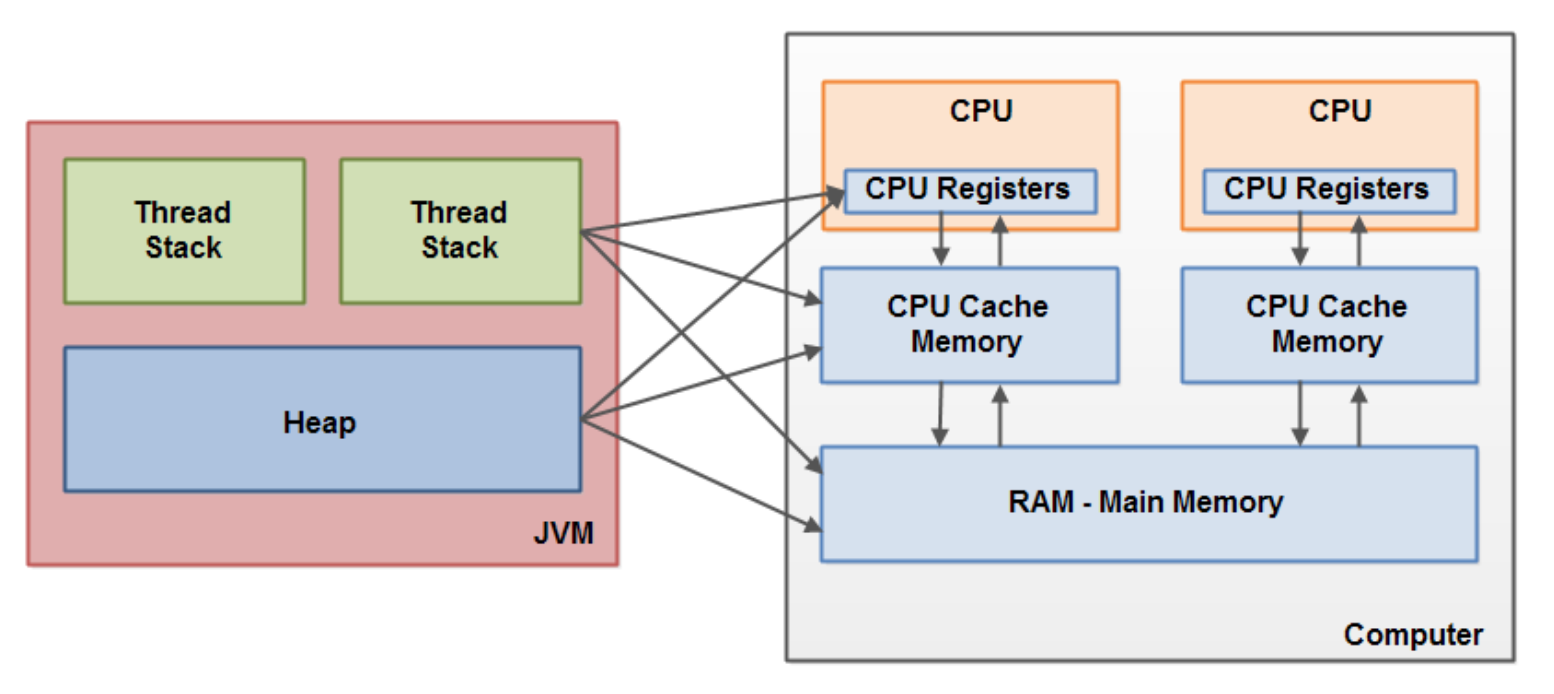 Thread
Stack
Thread
Stack
Heap
JVM
CPU
CPU Registers
CPU Cache
Memory
CPU
CPU Registers
CPU Cache
Memory
RAM - Main Memory
Computer